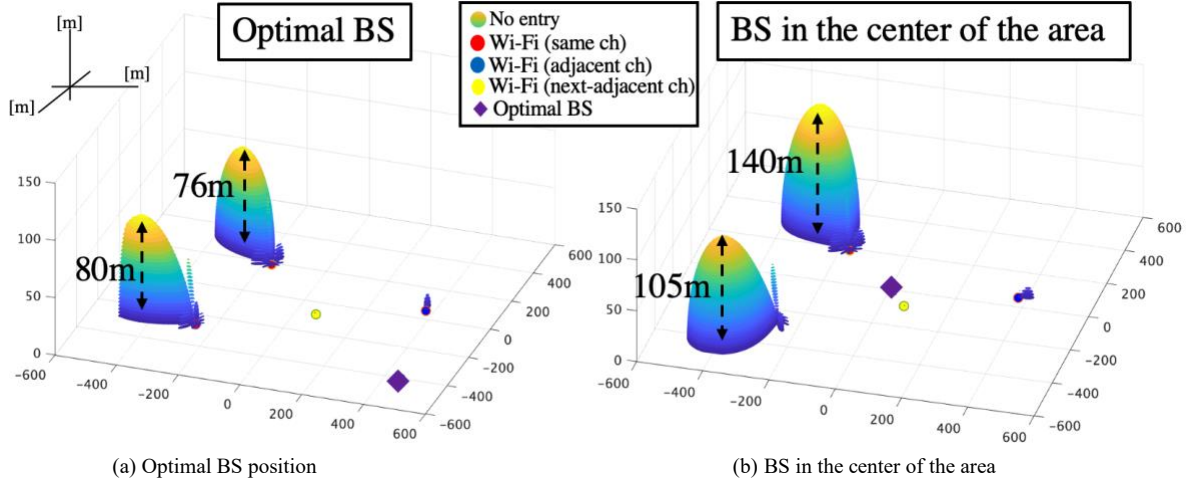 [m]
[m]
[m]
Optimal BS
No entry
Wi-Fi (same ch)
Wi-Fi (adjacent ch)
Wi-Fi (next-adjacent ch)
Optimal BS
BS in the center of the area
76m
80m
150
100
50
0
−600
−400
−200
0
200
400
600
600
400
200
0
−200
−400
−600
140m
105m
150
100
50
0
−600
−400
−200
0
200
400
600
600
400
200
0
−200
−400
−600
(a) Optimal BS position
(b) BS in the center of the area